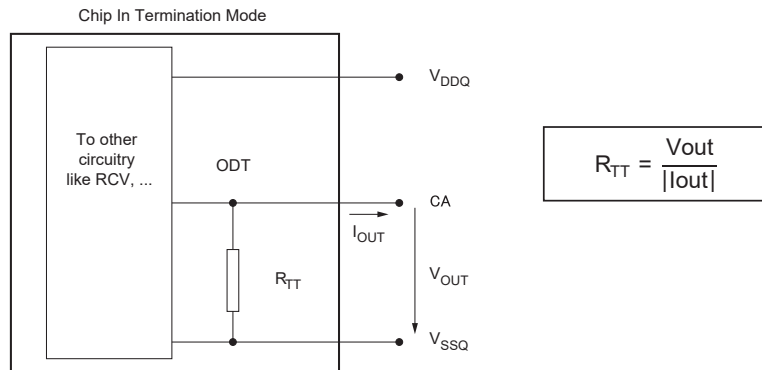 Chip In Termination Mode
V_DDQ
To other
circuitry
like RCV, ...
ODT
CA
I_OUT
R_TT
V_OUT
V_SSQ
R_TT = Vout / |Iout|